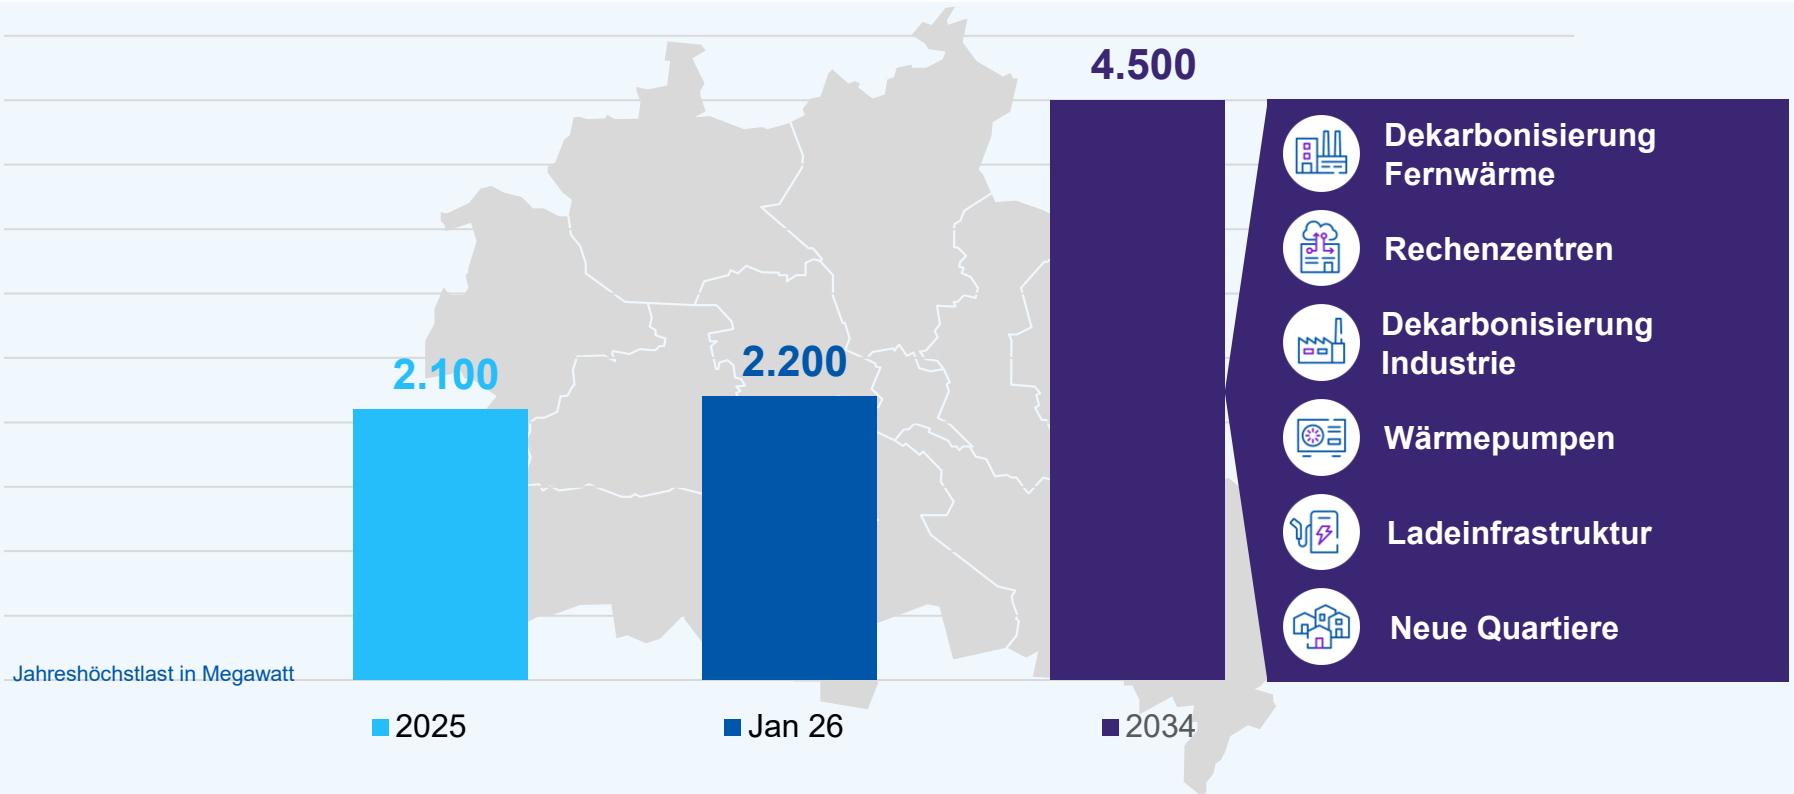 4.500
2.100
2.200
Dekarbonisierung
Fernwärme
Rechenzentren
Dekarbonisierung
Industrie
Wärmepumpen
Ladeinfrastruktur
Neue Quartiere
Jahreshöchstlast in Megawatt
2025
Jan 26
2034